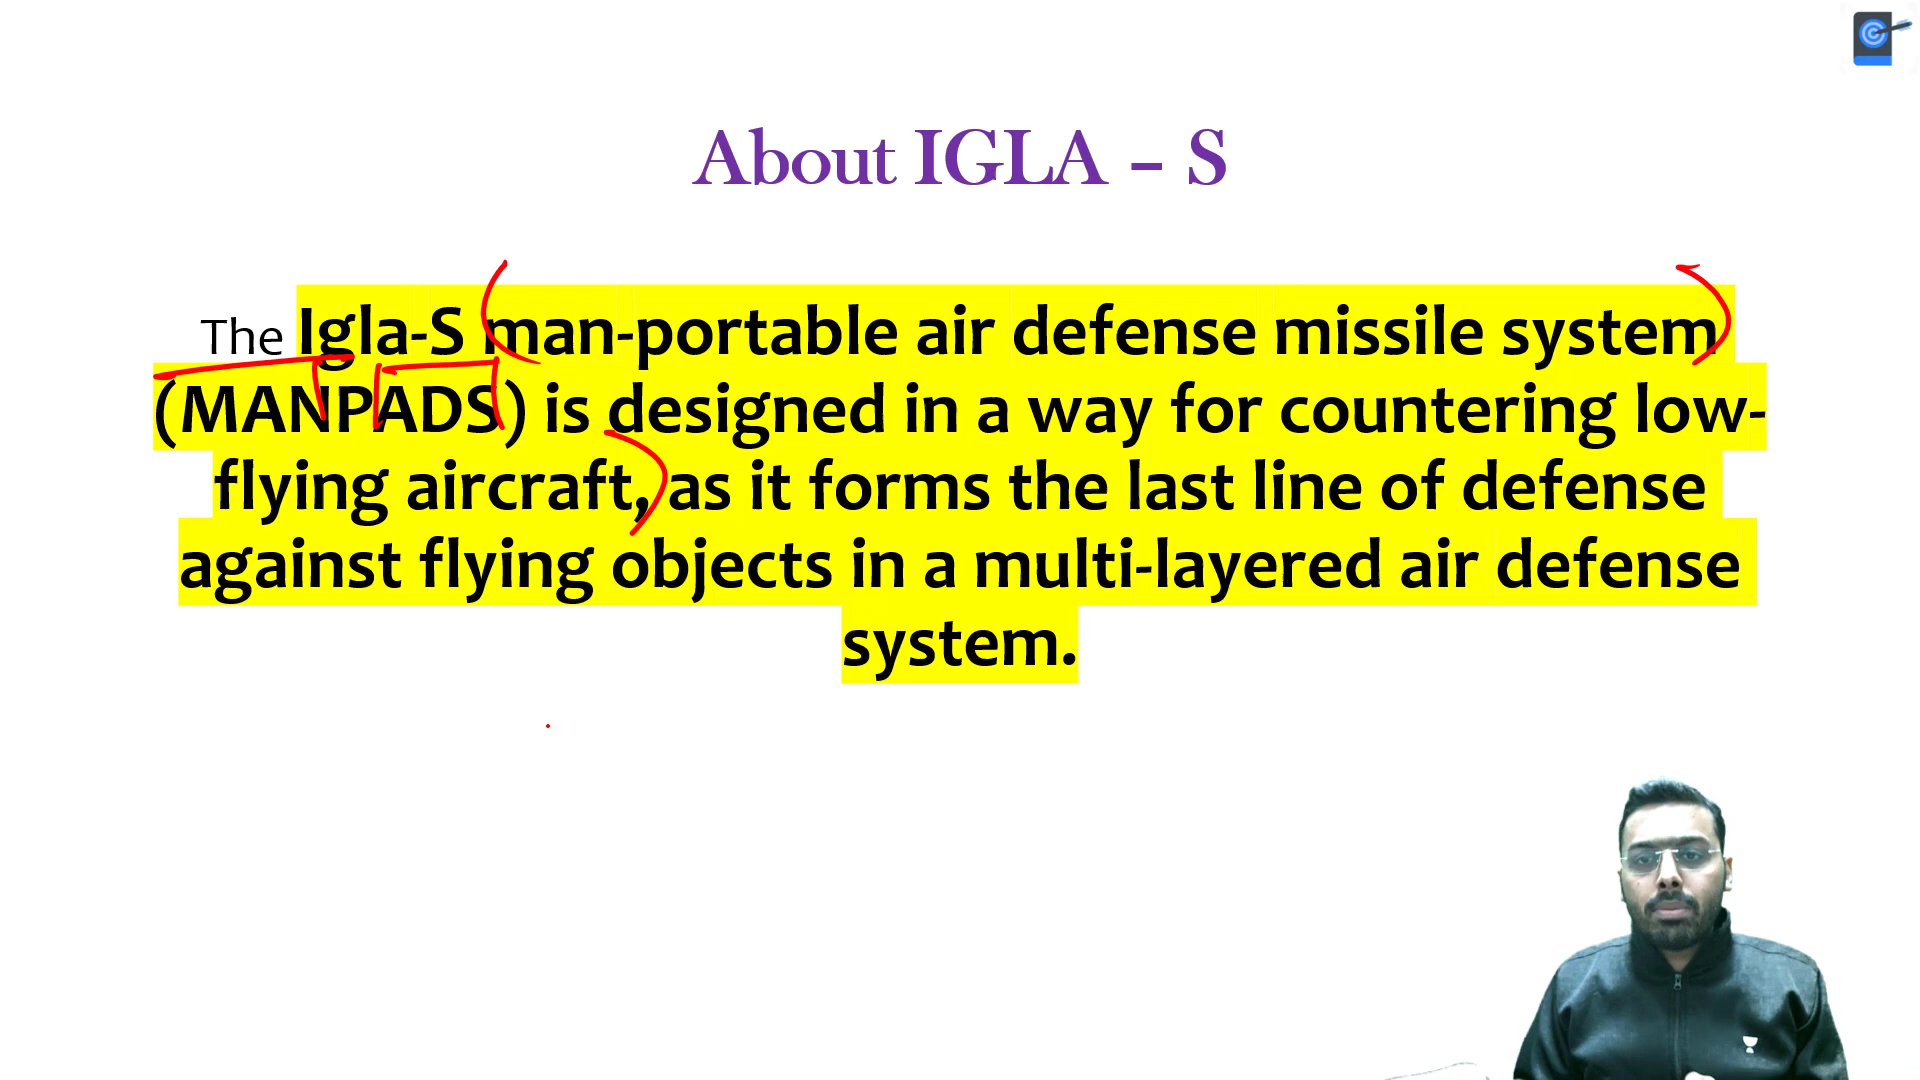 About IGLA – S
The Igla-S man-portable air defense missile system
(MANPADS) is designed in a way for countering low-
flying aircraft, as it forms the last line of defense
against flying objects in a multi-layered air defense
system.